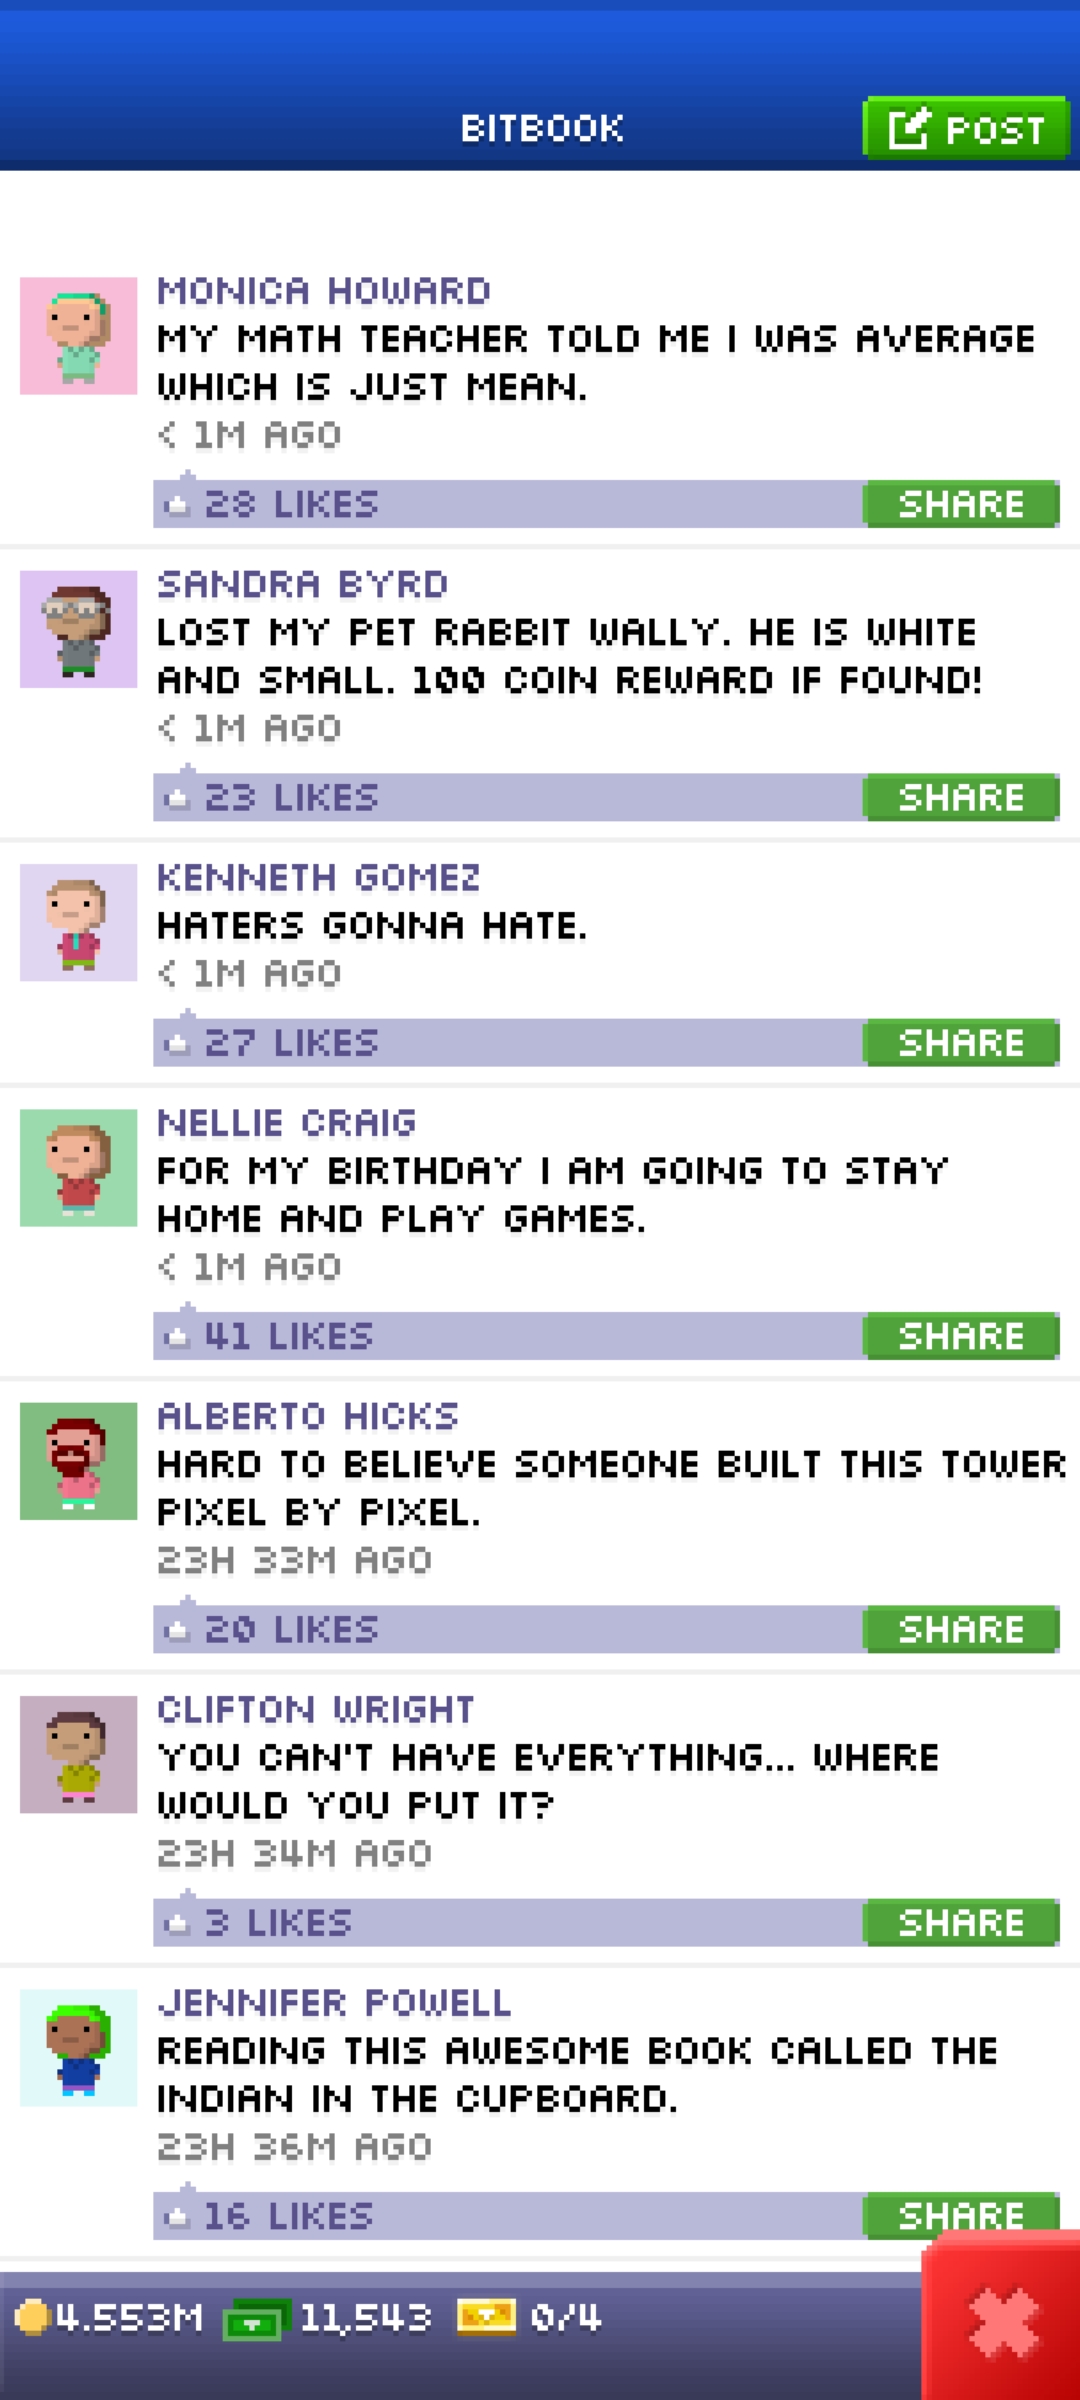 BITBOOK
POST
MONICA HOWARD
MY MATH TEACHER TOLD ME I WAS AVERAGE
WHICH IS JUST MEAN.
< 1M AGO
28 LIKES
SHARE
SANDRA BYRD
LOST MY PET RABBIT WALLY. HE IS WHITE
AND SMALL. 100 COIN REWARD IF FOUND!
< 1M AGO
23 LIKES
SHARE
KENNETH GOMEZ
HATERS GONNA HATE.
< 1M AGO
27 LIKES
SHARE
NELLIE CRAIG
FOR MY BIRTHDAY I AM GOING TO STAY
HOME AND PLAY GAMES.
< 1M AGO
41 LIKES
SHARE
ALBERTO HICKS
HARD TO BELIEVE SOMEONE BUILT THIS TOWER
PIXEL BY PIXEL.
23H 33M AGO
20 LIKES
SHARE
CLIFTON WRIGHT
YOU CAN'T HAVE EVERYTHING... WHERE
WOULD YOU PUT IT?
23H 34M AGO
3 LIKES
SHARE
JENNIFER POWELL
READING THIS AWESOME BOOK CALLED THE
INDIAN IN THE CUPBOARD.
23H 36M AGO
16 LIKES
SHARE
4.553M 11,543 0/4